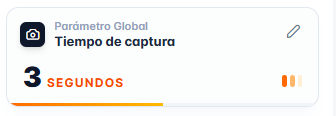 Parámetro Global
Tiempo de captura
3 SEGUNDOS